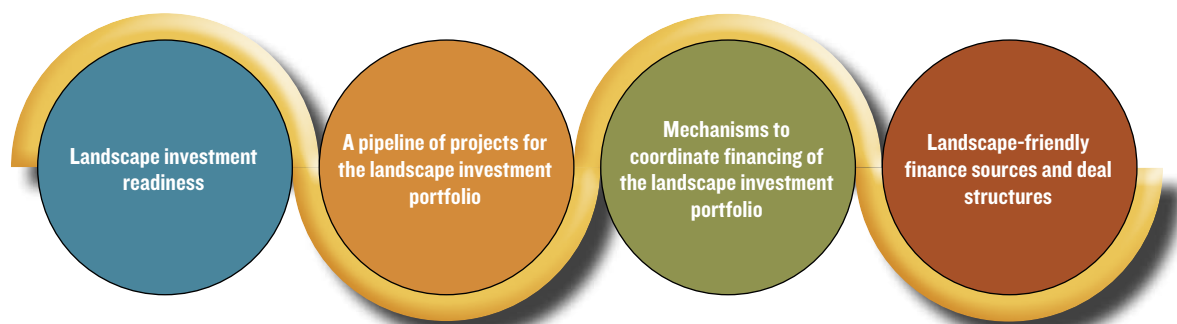 Landscape investment
readiness
A pipeline of projects for
the landscape investment
portfolio
Mechanisms to
coordinate financing of
the landscape investment
portfolio
Landscape-friendly
finance sources and deal
structures